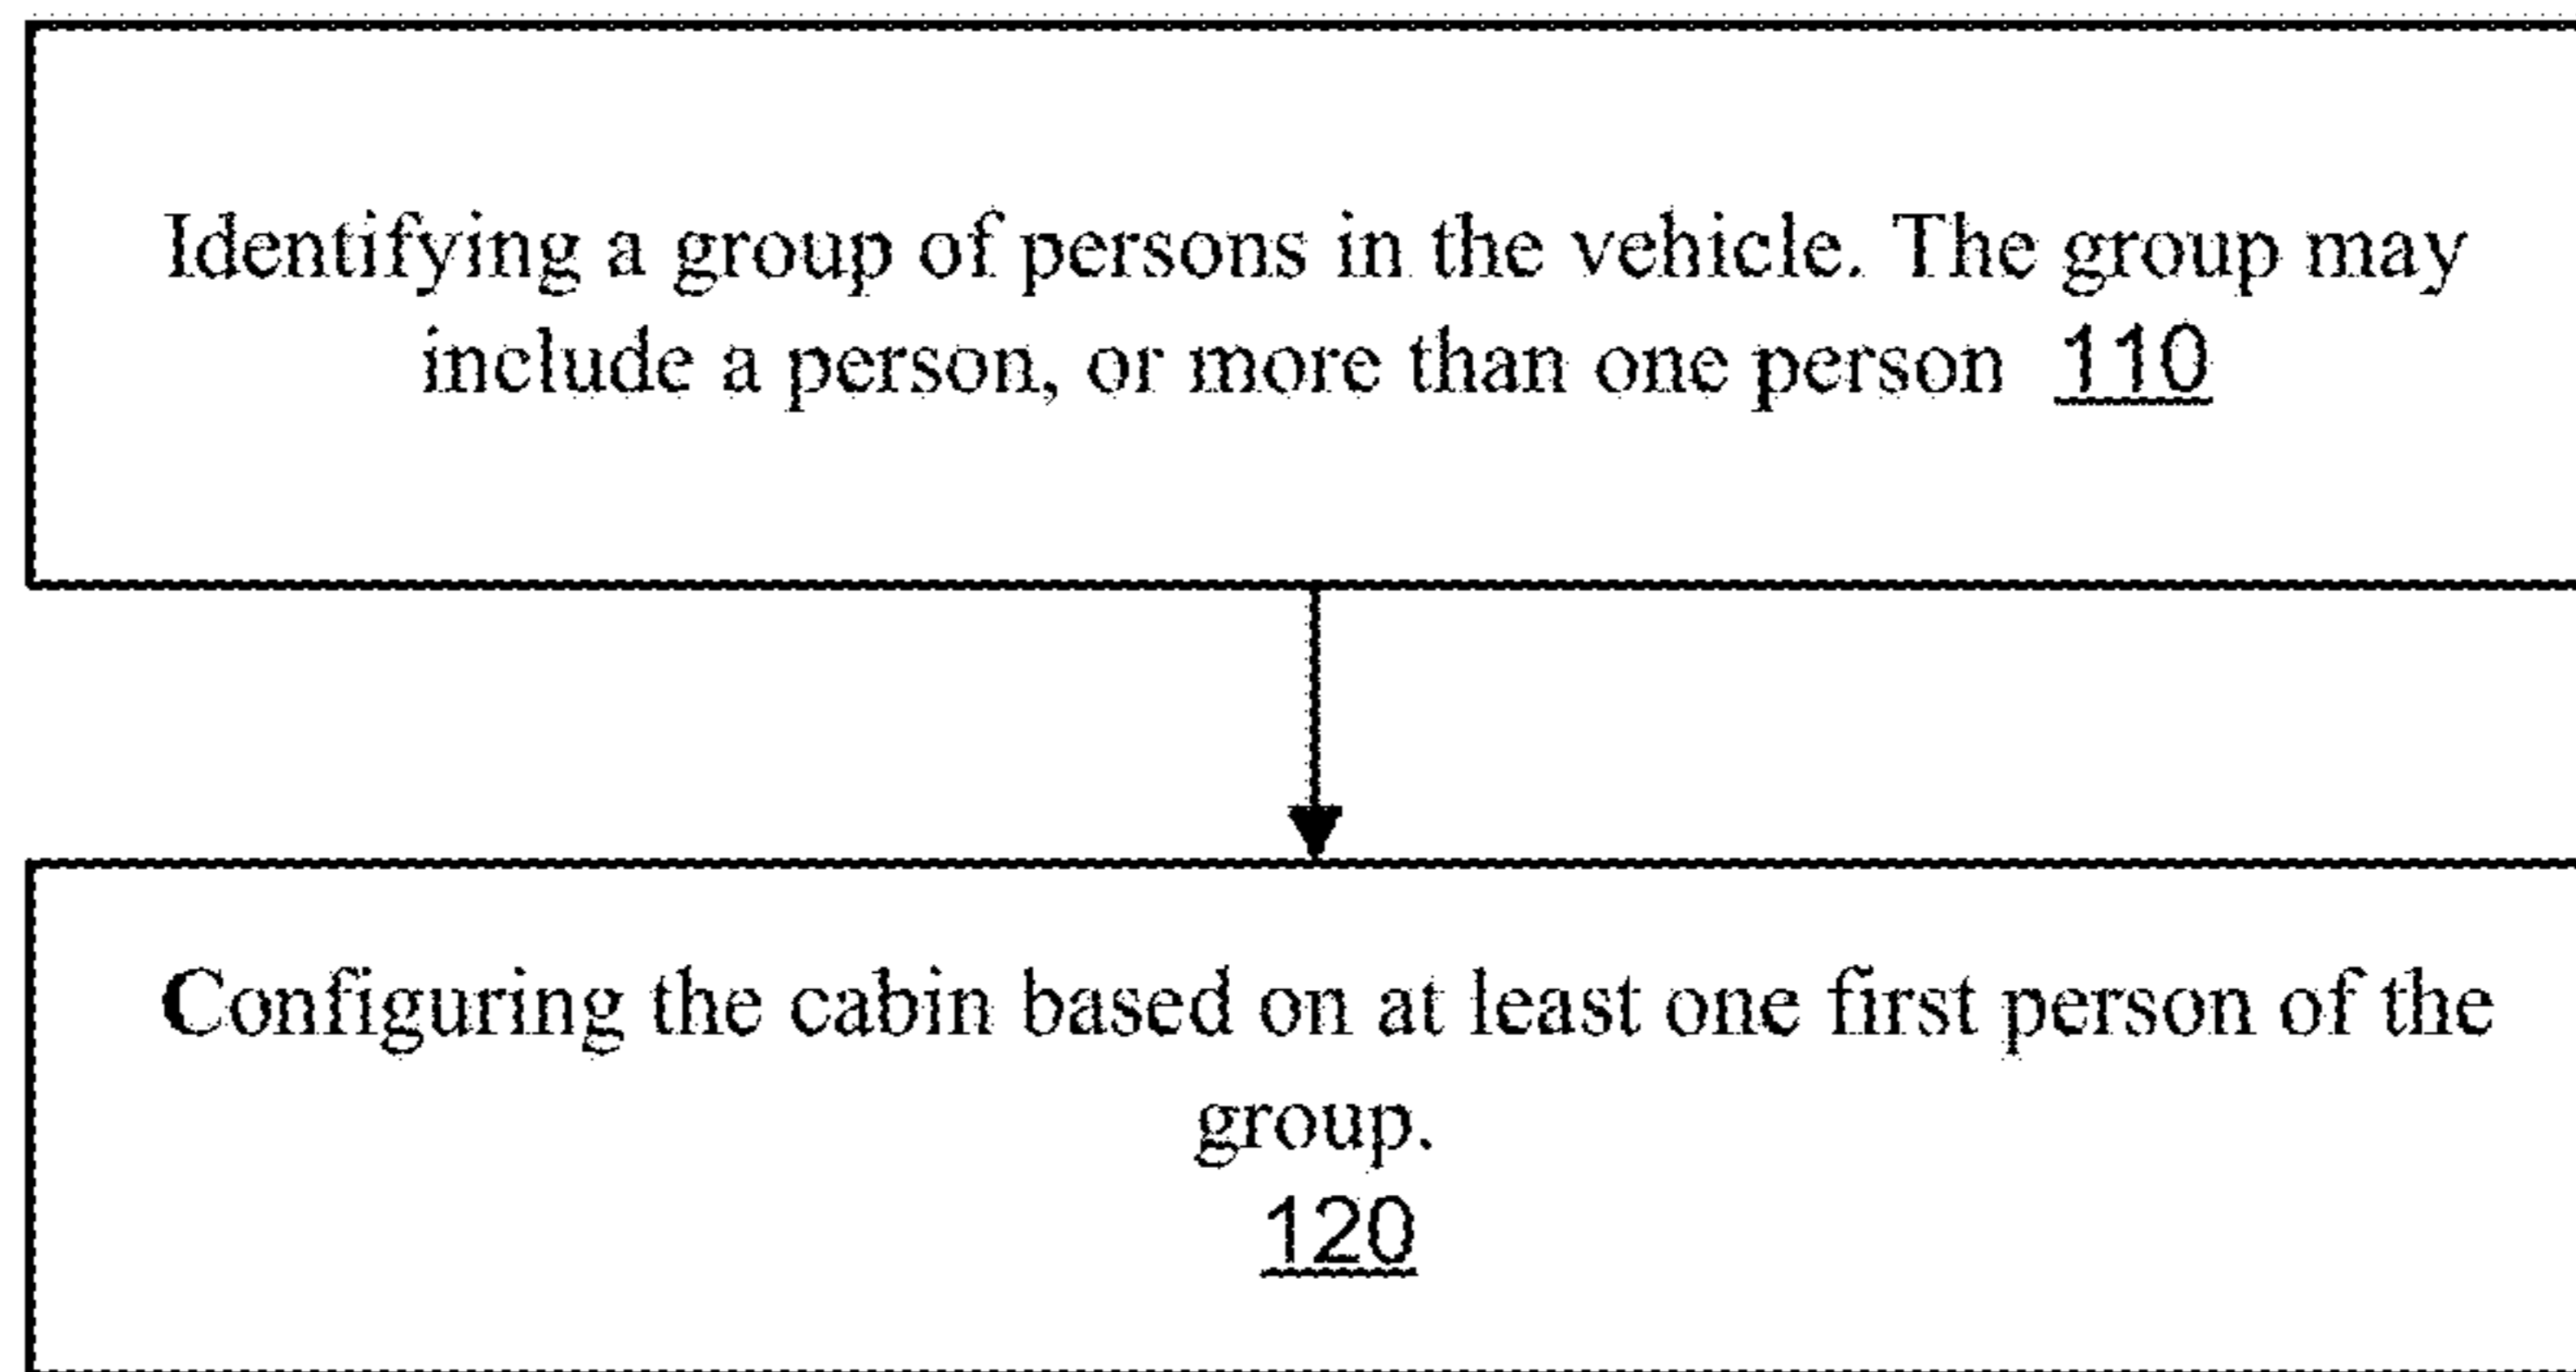 Identifying a group of persons in the vehicle. The group may
include a person, or more than one person 110
Configuring the cabin based on at least one first person of the
group.
120